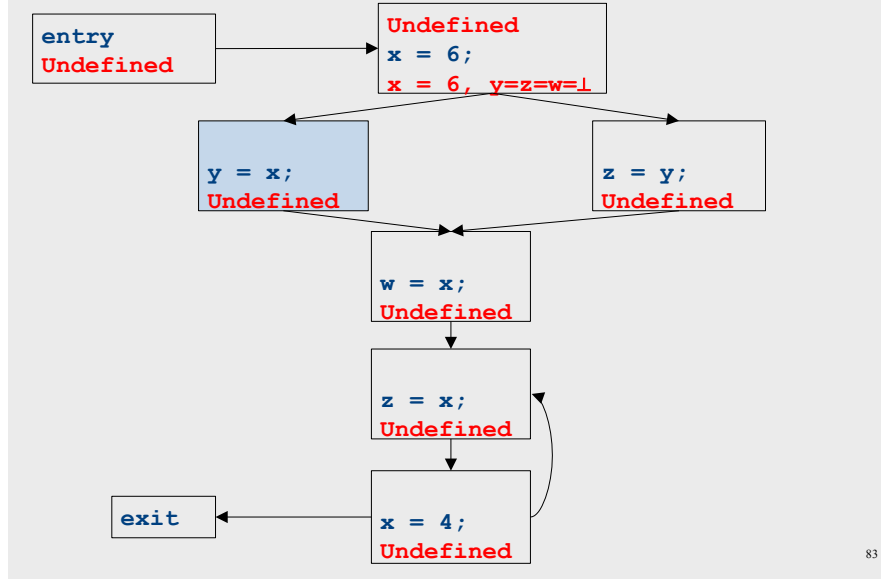 entry
Undefined
Undefined
x = 6;
x = 6, y=z=w=⊥
y = x;
Undefined
z = y;
Undefined
w = x;
Undefined
z = x;
Undefined
x = 4;
Undefined
exit
83